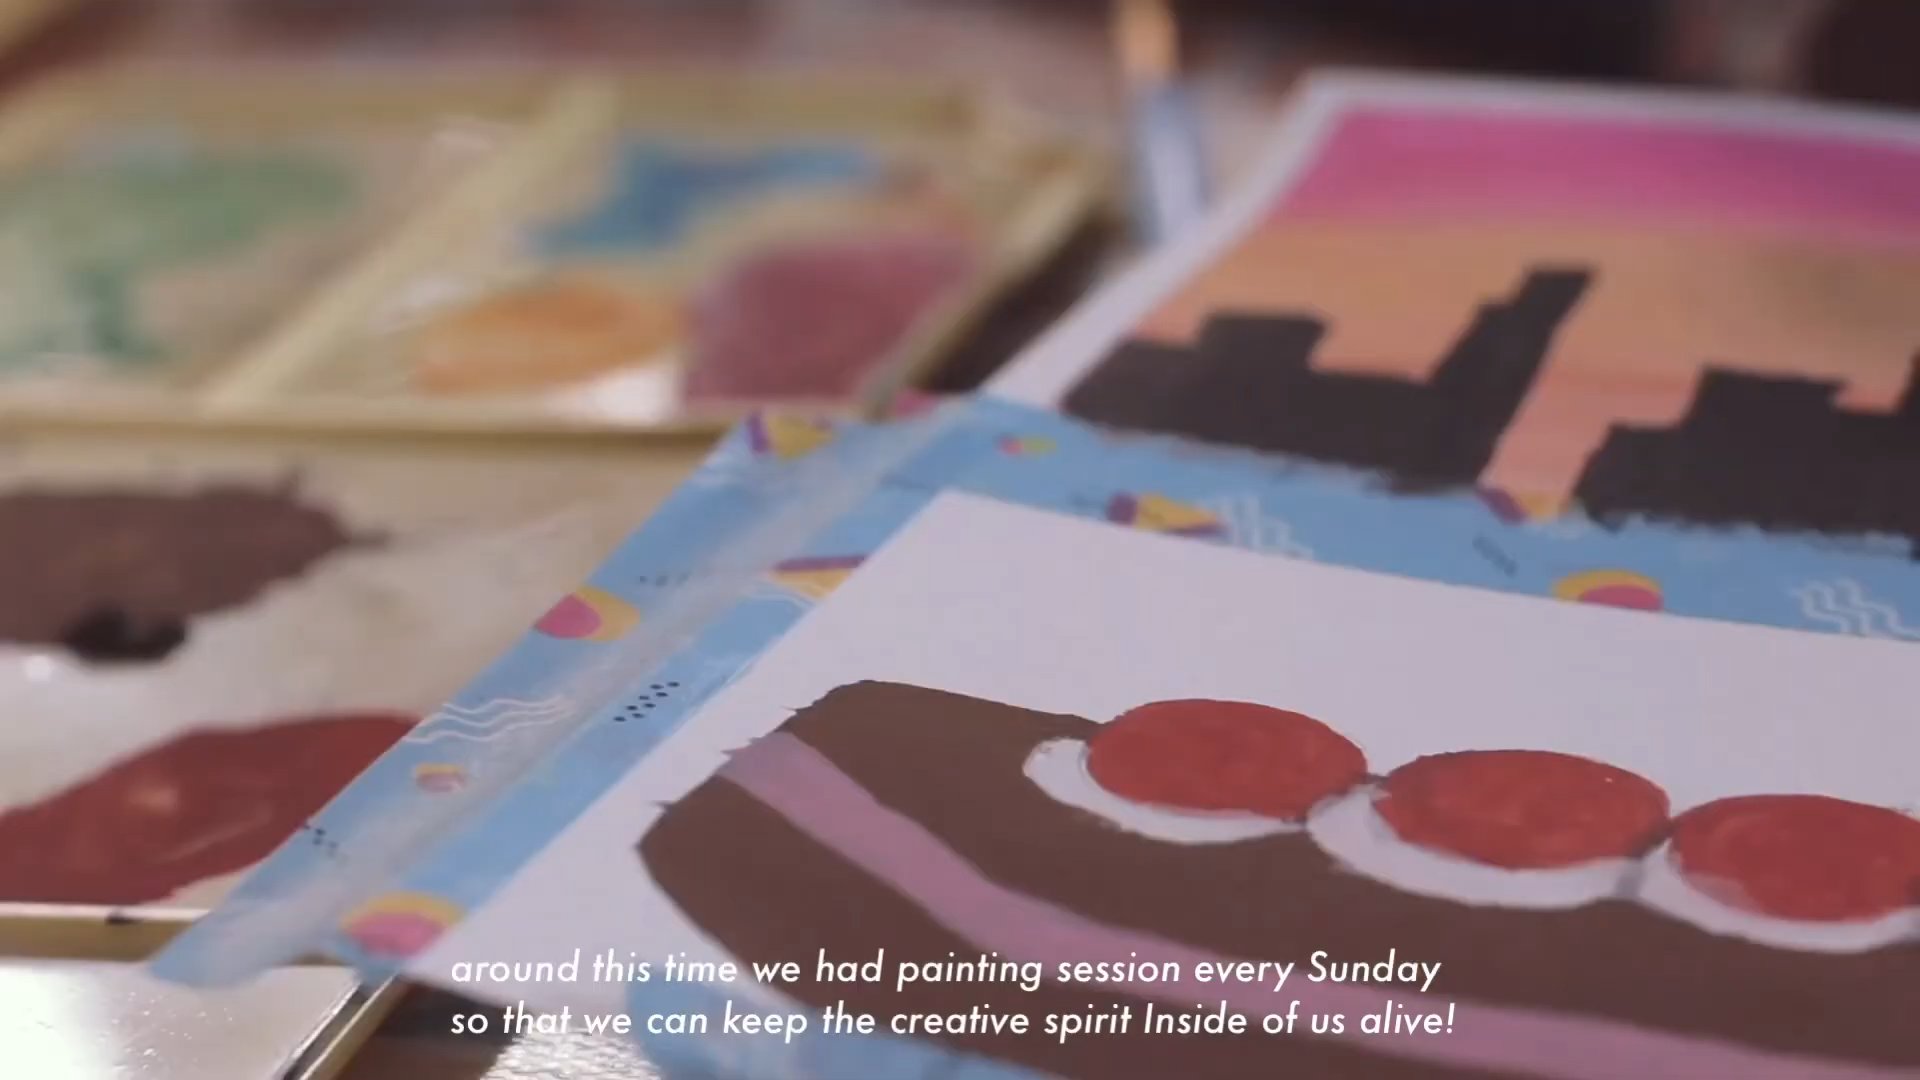 around this time we had painting session every Sunday
so that we can keep the creative spirit Inside of us alive!